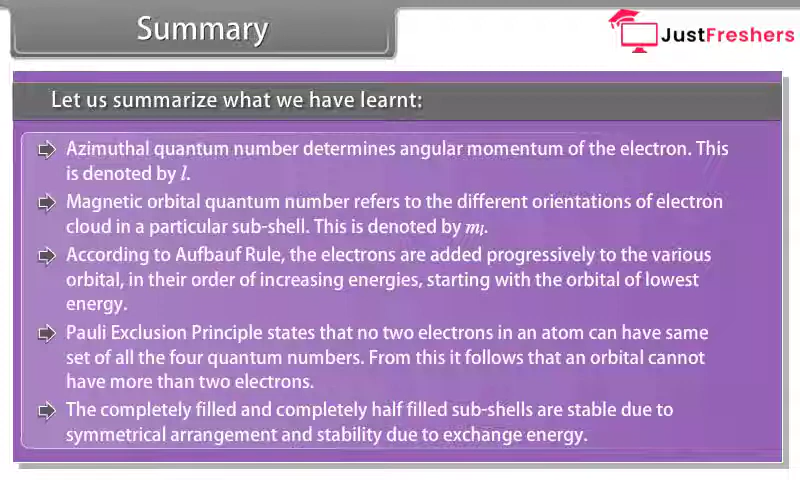 Summary
JustFreshers
Let us summarize what we have learnt:
Azimuthal quantum number determines angular momentum of the electron. This
is denoted by l.
Magnetic orbital quantum number refers to the different orientations of electron
cloud in a particular sub-shell. This is denoted by mₗ.
According to Aufbauf Rule, the electrons are added progressively to the various
orbital, in their order of increasing energies, starting with the orbital of lowest
energy.
Pauli Exclusion Principle states that no two electrons in an atom can have same
set of all the four quantum numbers. From this it follows that an orbital cannot
have more than two electrons.
The completely filled and completely half filled sub-shells are stable due to
symmetrical arrangement and stability due to exchange energy.